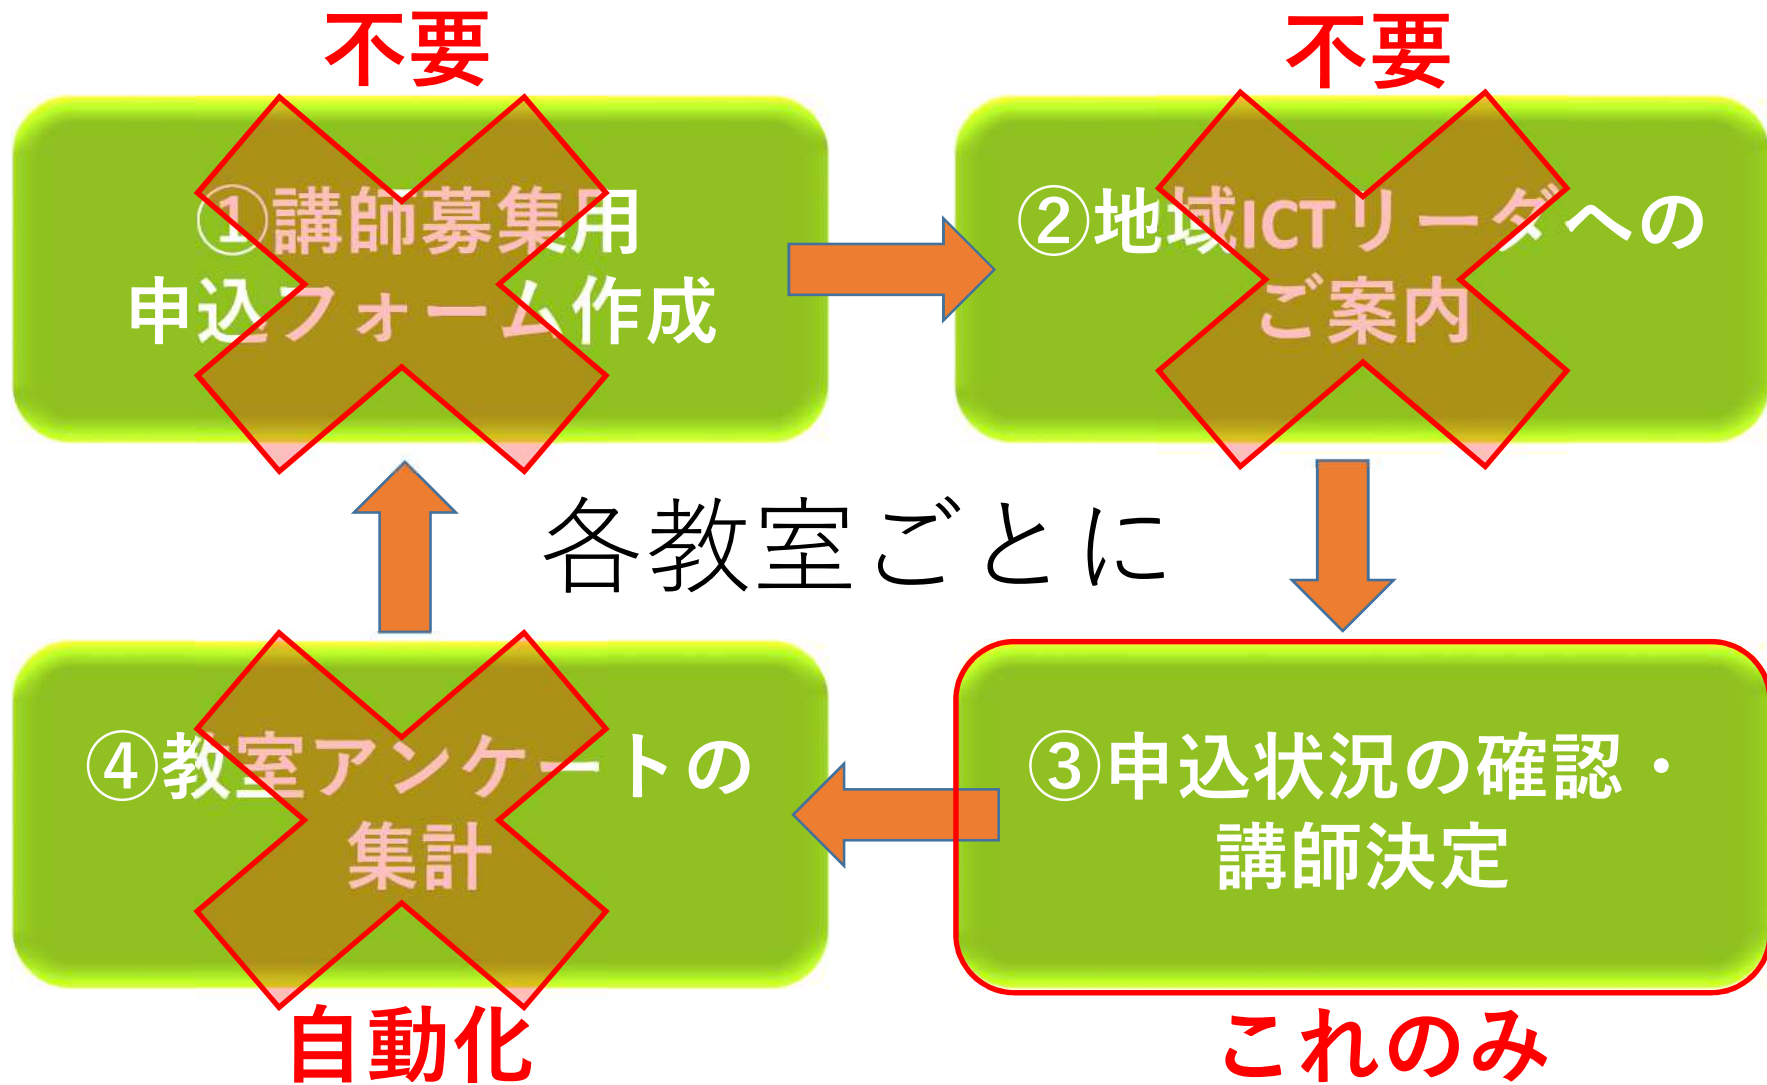 不要
不要
①講師募集用
申込フォーム作成
②地域ICTリーダへの
ご案内
各教室ごとに
④教室アンケートの
集計
③申込状況の確認・
講師決定
自動化
これのみ